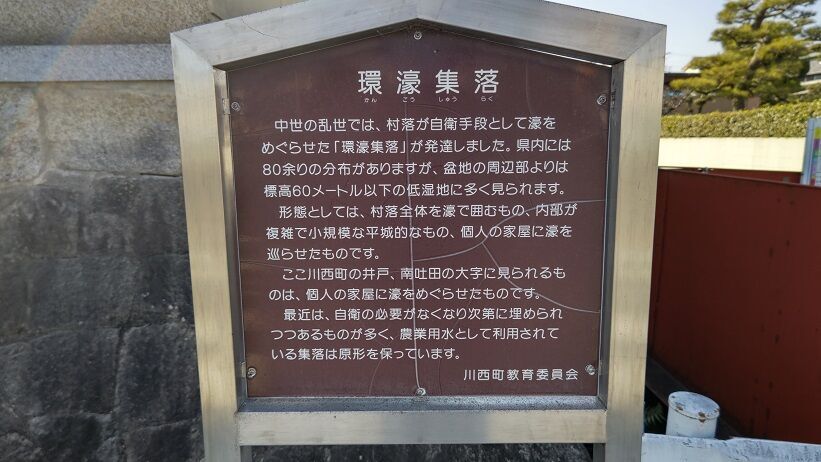 環濠集落
かん ごう しゅう らく
中世の乱世では、村落が自衛手段として濠を
めぐらせた「環濠集落」が発達しました。県内には
80余りの分布がありますが、盆地の周辺部よりは
標高60メートル以下の低湿地に多く見られます。
形態としては、村落全体を濠で囲むもの、内部が
複雑で小規模な平城的なもの、個人の家屋に濠を
巡らせたものです。
ここ川西町の井戸、南吐田の大字に見られるも
のは、個人の家屋に濠をめぐらせたものです。
最近は、自衛の必要がなくなり次第に埋められ
つつあるものが多く、農業用水として利用されて
いる集落は原形を保っています。
川西町教育委員会